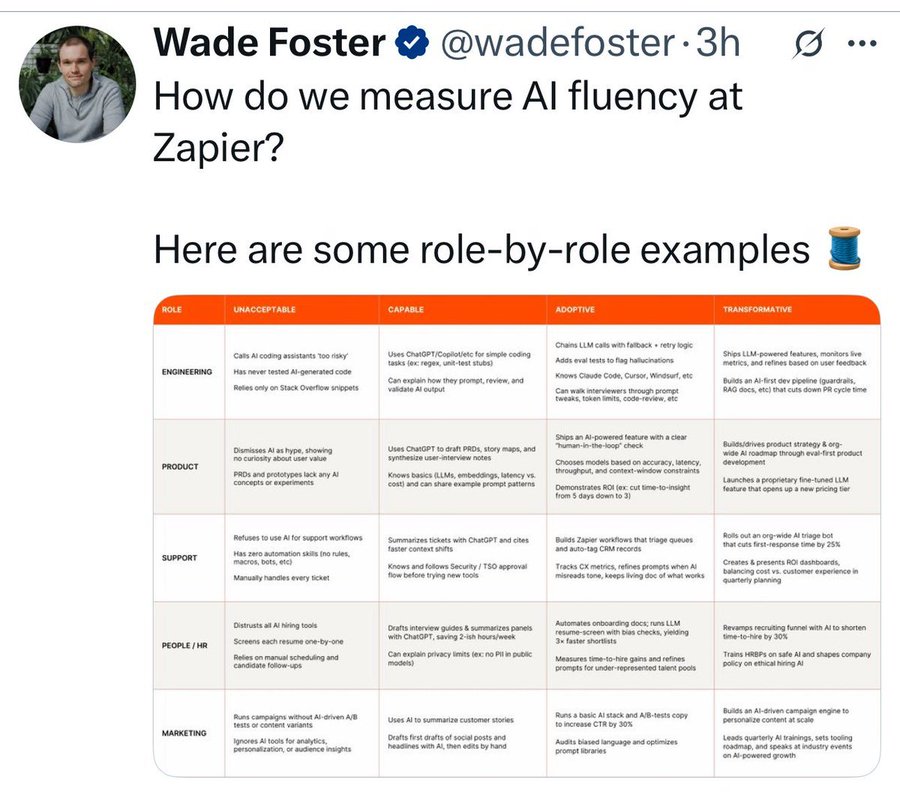 Wade Foster @wadefoster · 3h
How do we measure AI fluency at
Zapier?
Here are some role-by-role examples
ROLE
UNACCEPTABLE
CAPABLE
ADOPTIVE
TRANSFORMATIVE
ENGINEERING
Calls AI coding assistants 'too risky'
Has never tested AI-generated code
Relies only on Stack Overflow snippets
Uses ChatGPT/Copilot/etc for simple coding
tasks (ex: regex, unit-test stubs)
Can explain how they prompt, review, and
validate AI output
Chains LLM calls with fallback + retry logic
Adds eval tests to flag hallucinations
Knows Claude Code, Cursor, Windsurf, etc
Can walk interviewers through prompt
tweaks, token limits, code-review, etc
Ships LLM-powered features, monitors live
metrics, and refines based on user feedback
Builds an AI-first dev pipeline (guardrails,
RAG docs, etc) that cuts down PR cycle time
PRODUCT
Dismisses AI as hype, showing
no curiosity about user value
PRDs and prototypes lack any AI
concepts or experiments
Uses ChatGPT to draft PRDs, story maps, and
synthesize user-interview notes
Knows basics (LLMs, embeddings, latency vs.
cost) and can share example prompt patterns
Ships an AI-powered feature with a clear
"human-in-the-loop" check
Chooses models based on accuracy, latency,
throughput, and context-window constraints
Demonstrates ROI (ex: cut time-to-insight
from 5 days down to 3)
Builds/drives product strategy & org-
wide AI roadmap through eval-first product
development
Launches a proprietary fine-tuned LLM
feature that opens up a new pricing tier
SUPPORT
Refuses to use AI for support workflows
Has zero automation skills (no rules,
macros, bots, etc)
Manually handles every ticket
Summarizes tickets with ChatGPT and cites
faster context shifts
Knows and follows Security / TSO approval
flow before trying new tools
Builds Zapier workflows that triage queues
and auto-tag CRM records
Tracks CX metrics, refines prompts when AI
misreads tone, keeps living doc of what works
Rolls out an org-wide AI triage bot
that cuts first-response time by 25%
Creates & presents ROI dashboards,
balancing cost vs. customer experience in
quarterly planning
PEOPLE / HR
Distrusts all AI hiring tools
Screens each resume one-by-one
Relies on manual scheduling and
candidate follow-ups
Drafts interview guides & summarizes panels
with ChatGPT, saving 2-ish hours/week
Can explain privacy limits (ex: no PII in public
models)
Automates onboarding docs; runs LLM
resume-screen with bias checks, yielding
3× faster shortlists
Measures time-to-hire gains and refines
prompts for under-represented talent pools
Revamps recruiting funnel with AI to shorten
time-to-hire by 30%
Trains HRBPs on safe AI and shapes company
policy on ethical hiring AI
MARKETING
Runs campaigns without AI-driven A/B
tests or content variants
Ignores AI tools for analytics,
personalization, or audience insights
Uses AI to summarize customer stories
Drafts first drafts of social posts and
headlines with AI, then edits by hand
Runs a basic AI stack and A/B-tests copy
to increase CTR by 30%
Audits biased language and optimizes
prompt libraries
Builds an AI-driven campaign engine to
personalize content at scale
Leads quarterly AI trainings, sets tooling
roadmap, and speaks at industry events
on AI-powered growth